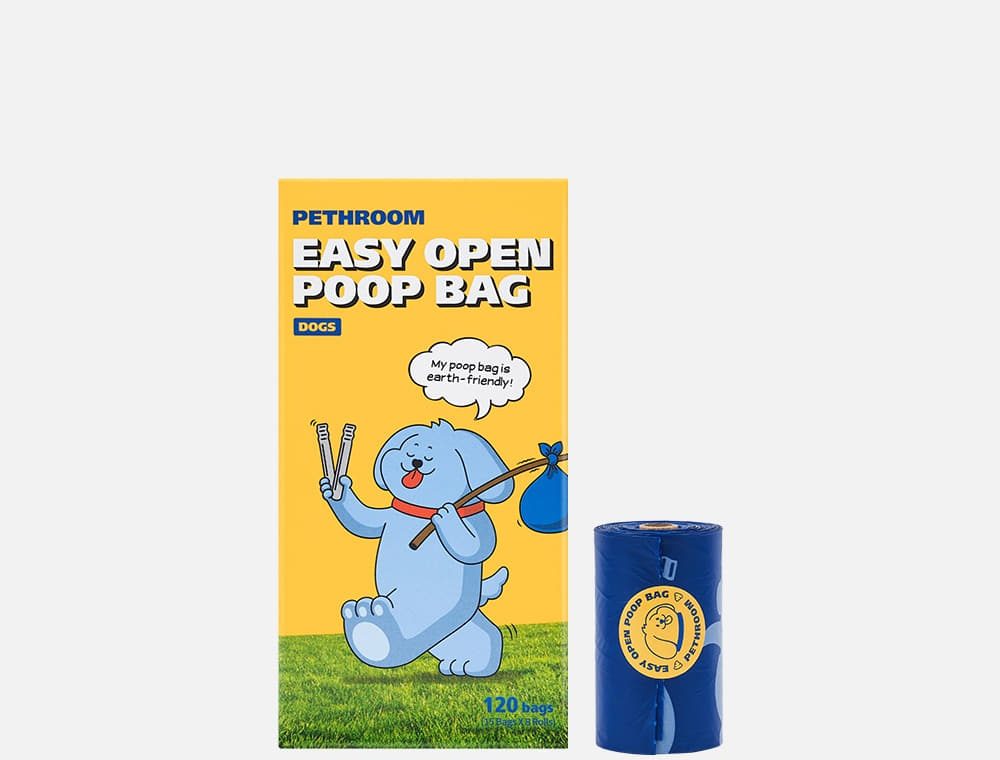 PETHROOM
EASY OPEN
POOP BAG
DOGS
My poop bag is
earth-friendly!
120 bags
(15 Bags X 8 Rolls)
EASY OPEN POOP BAG
PETHROOM